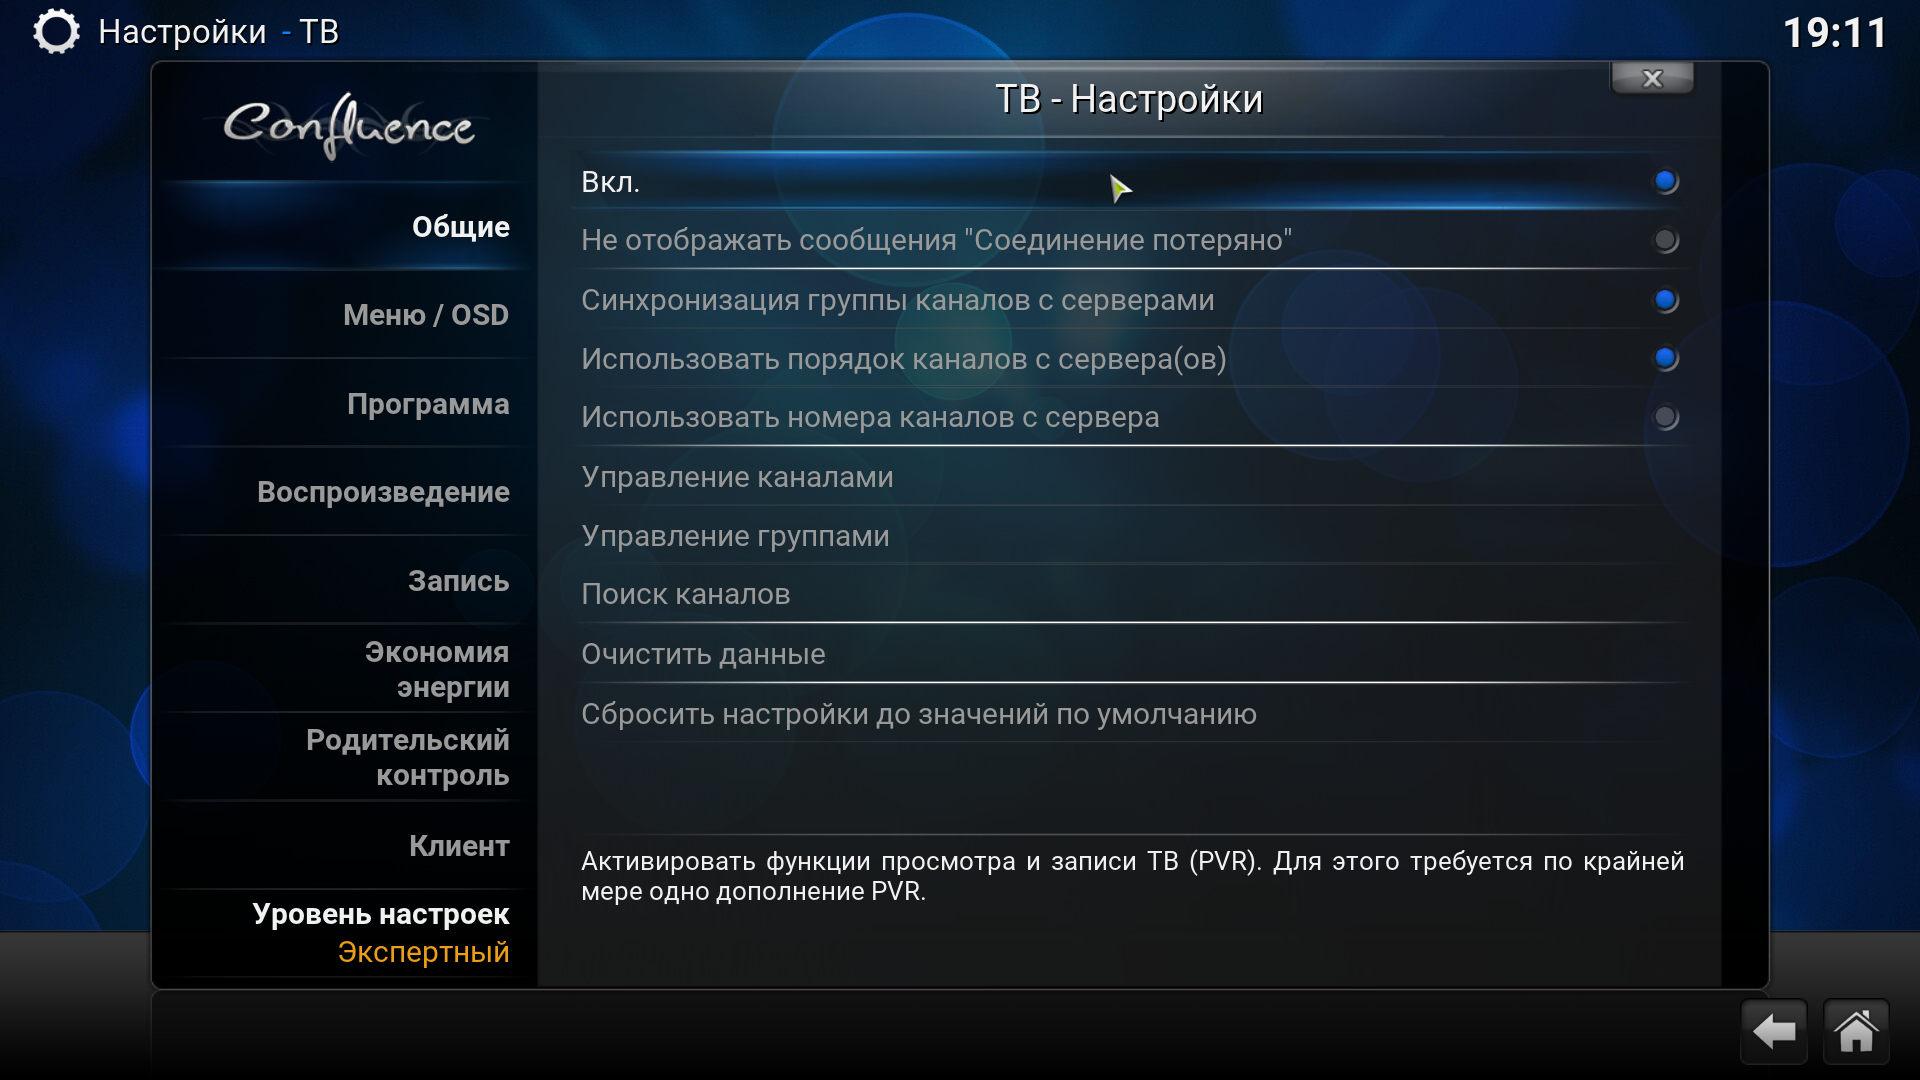 Настройки - ТВ
19:11
Confluence
ТВ - Настройки
x
Общие
Меню / OSD
Программа
Воспроизведение
Запись
Экономия
энергии
Родительский
контроль
Клиент
Уровень настроек
Экспертный
Вкл.
Не отображать сообщения "Соединение потеряно"
Синхронизация группы каналов с серверами
Использовать порядок каналов с сервера(ов)
Использовать номера каналов с сервера
Управление каналами
Управление группами
Поиск каналов
Очистить данные
Сбросить настройки до значений по умолчанию
Активировать функции просмотра и записи ТВ (PVR). Для этого требуется по крайней
мере одно дополнение PVR.